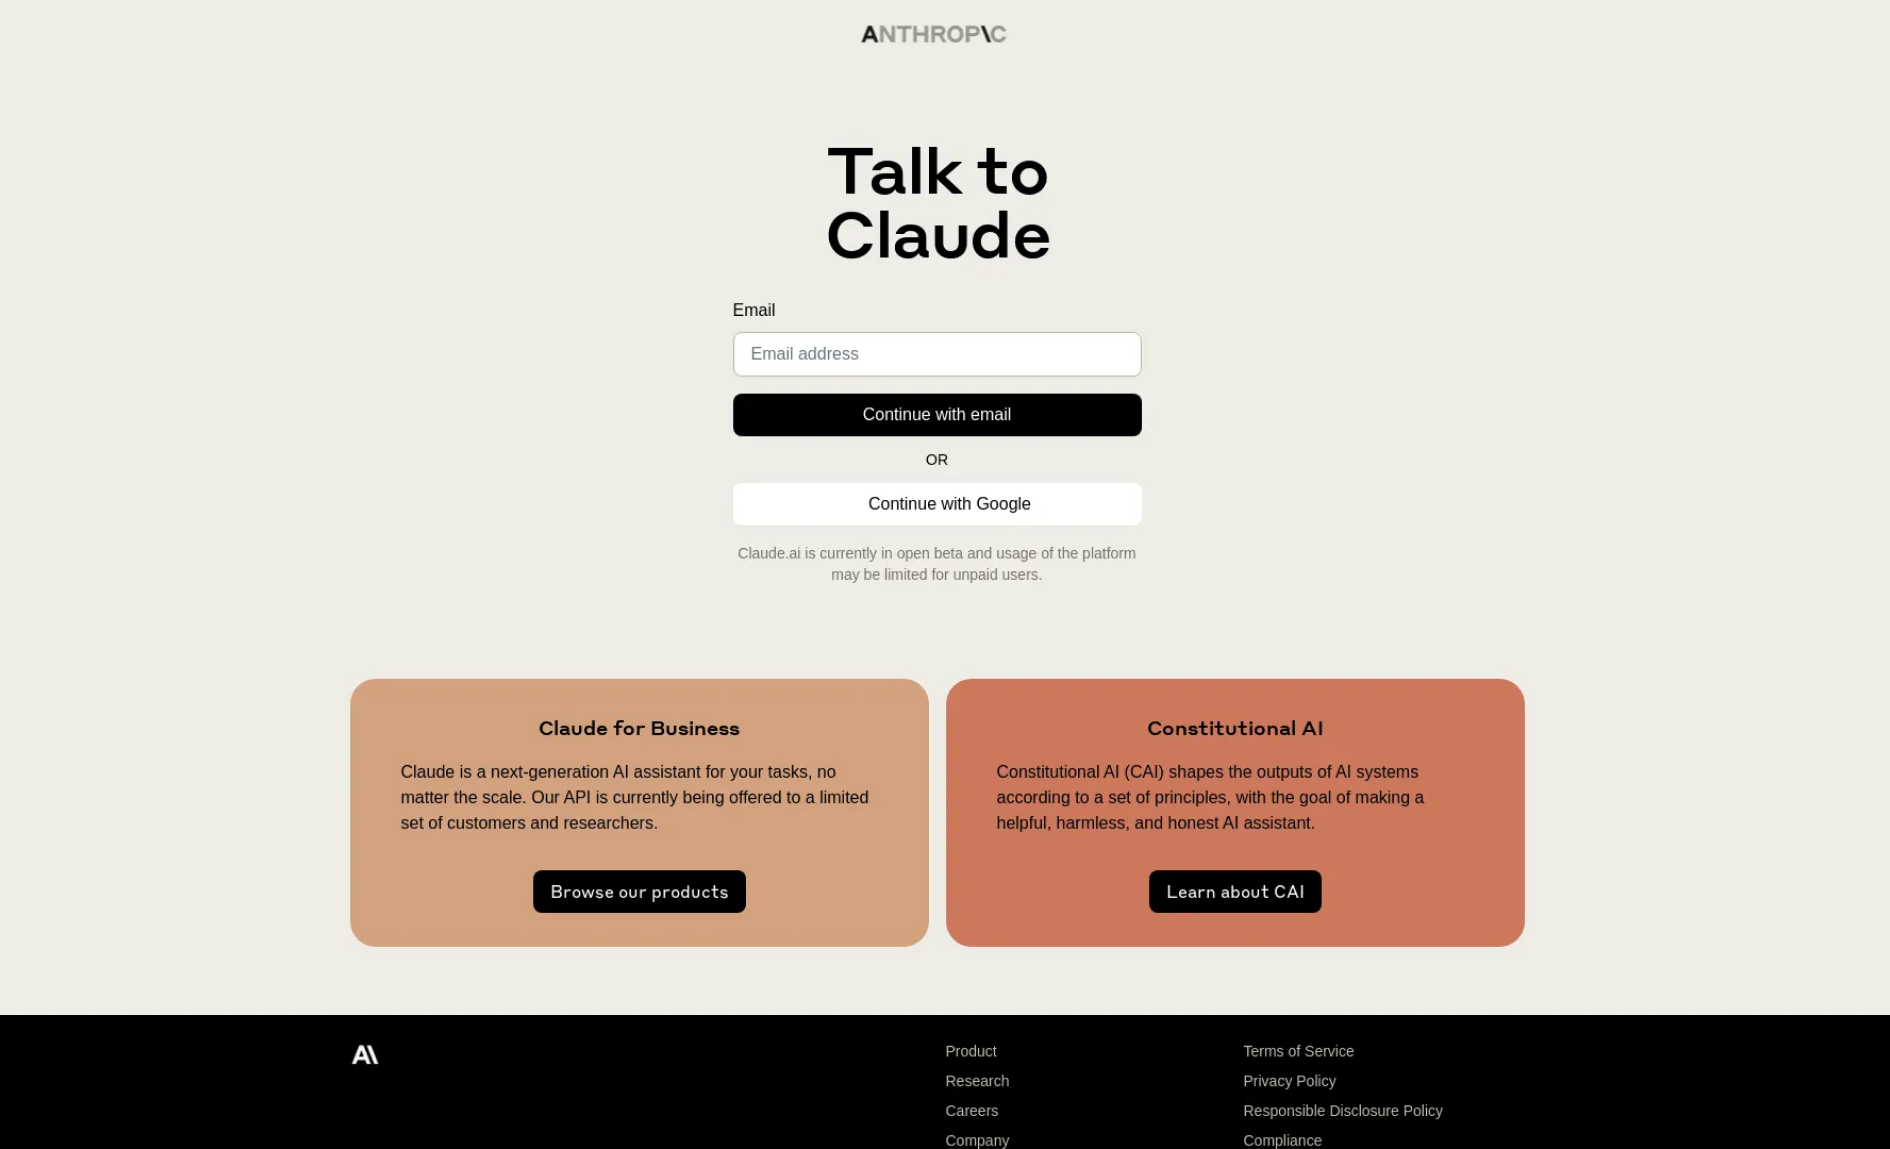 ANTHROP\C
Talk to
Claude
Email
Email address
Continue with email
OR
Continue with Google
Claude.ai is currently in open beta and usage of the platform
may be limited for unpaid users.
Claude for Business
Claude is a next-generation AI assistant for your tasks, no
matter the scale. Our API is currently being offered to a limited
set of customers and researchers.
Browse our products
Constitutional AI
Constitutional AI (CAI) shapes the outputs of AI systems
according to a set of principles, with the goal of making a
helpful, harmless, and honest AI assistant.
Learn about CAI
A\
Product
Research
Careers
Company
Terms of Service
Privacy Policy
Responsible Disclosure Policy
Compliance